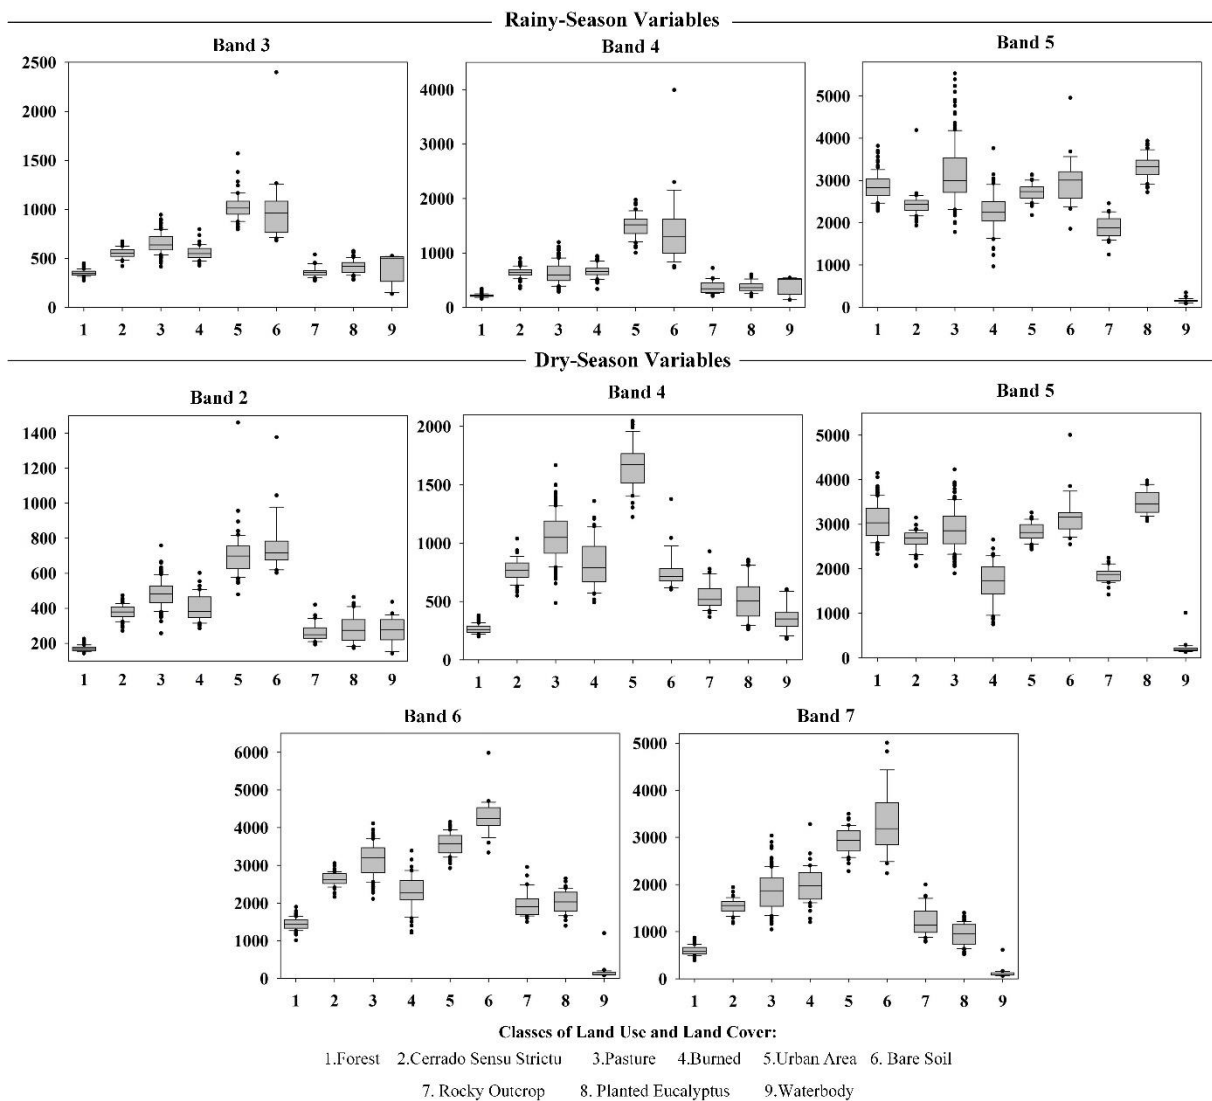 Rainy-Season Variables
Band 3
Band 4
Band 5
2500
2000
1500
1000
500
0
1 2 3 4 5 6 7 8 9
4000
3000
2000
1000
0
1 2 3 4 5 6 7 8 9
5000
4000
3000
2000
1000
0
1 2 3 4 5 6 7 8 9
Dry-Season Variables
Band 2
Band 4
Band 5
1400
1200
1000
800
600
400
200
1 2 3 4 5 6 7 8 9
2000
1500
1000
500
0
1 2 3 4 5 6 7 8 9
5000
4000
3000
2000
1000
0
1 2 3 4 5 6 7 8 9
Band 6
Band 7
6000
5000
4000
3000
2000
1000
0
1 2 3 4 5 6 7 8 9
5000
4000
3000
2000
1000
0
1 2 3 4 5 6 7 8 9
Classes of Land Use and Land Cover:
1.Forest 2.Cerrado Sensu Strictu 3.Pasture 4.Burned 5.Urban Area 6. Bare Soil
7. Rocky Outcrop 8. Planted Eucalyptus 9.Waterbody